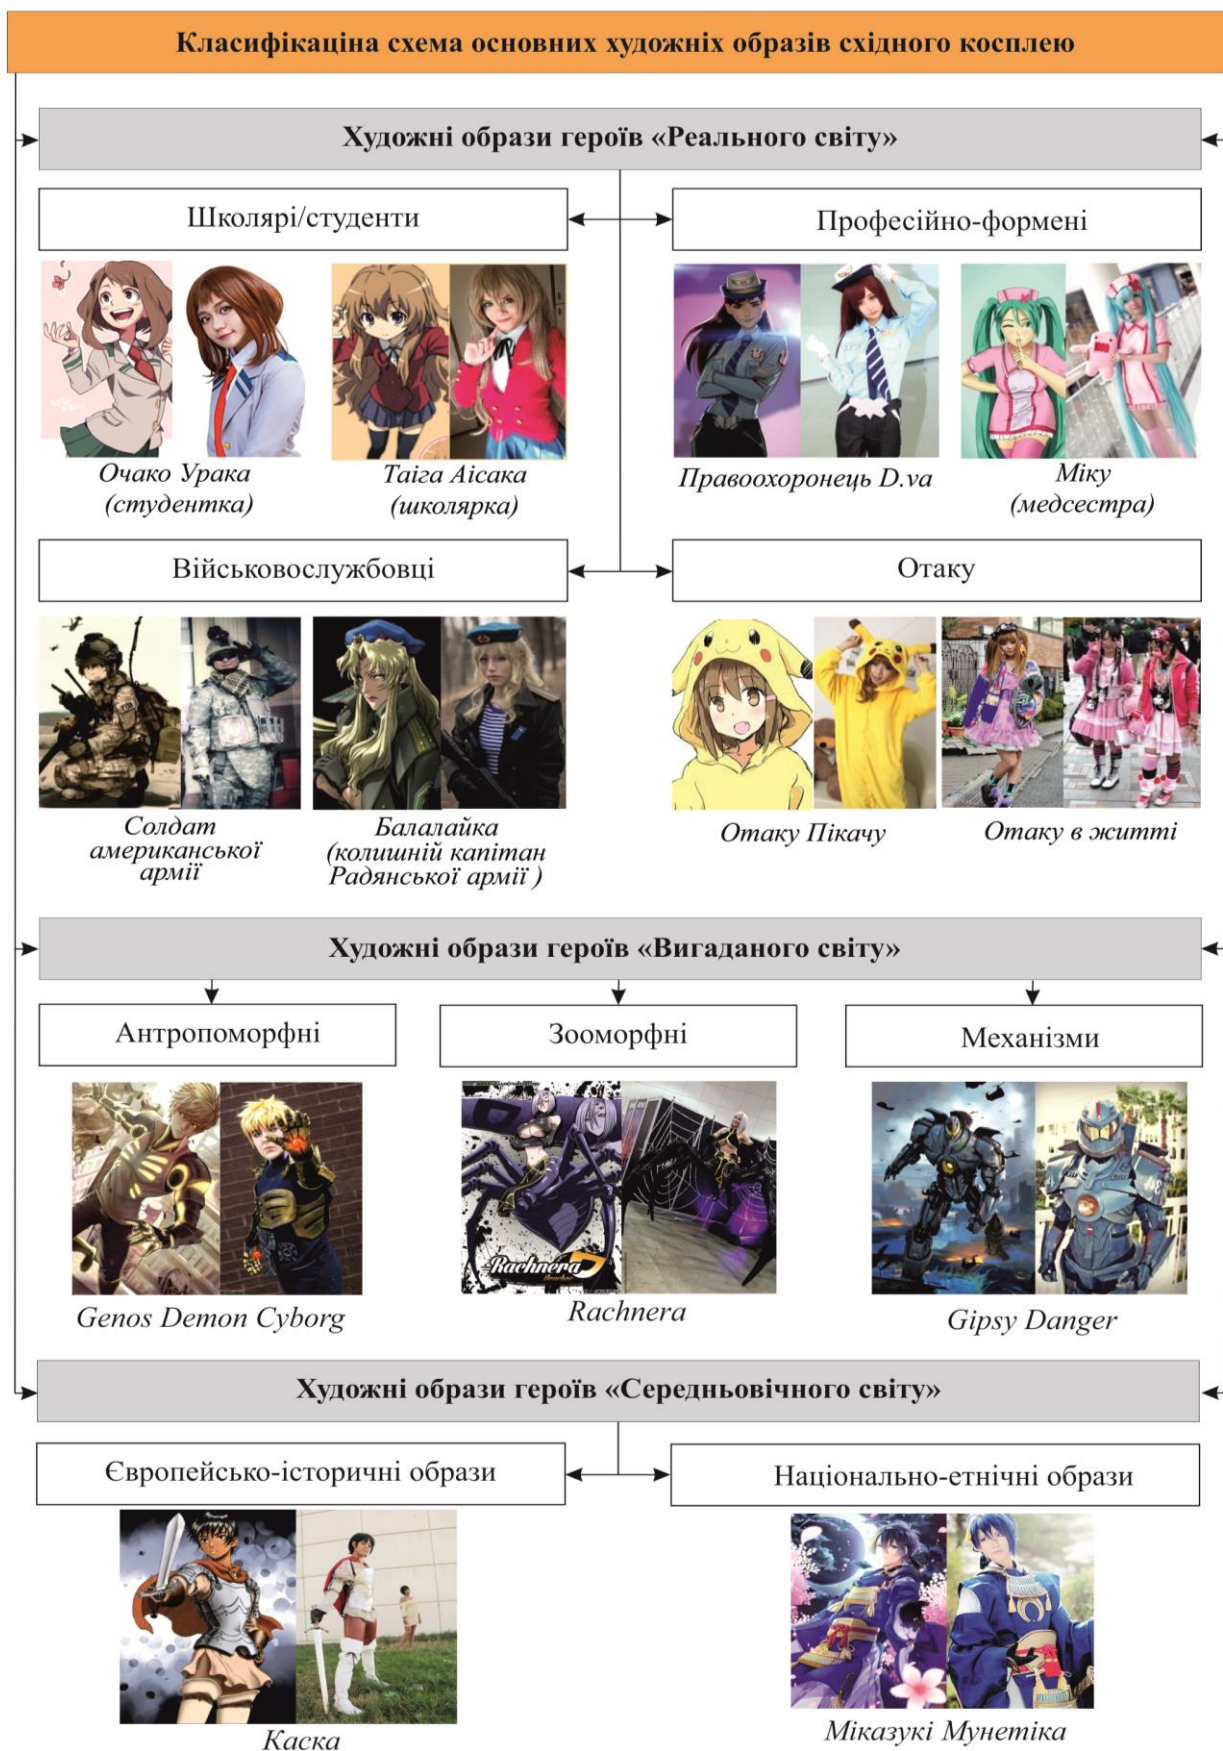 Класифікаціна схема основних художніх образів східного косплею
Художні образи героїв «Реального світу»
Школярі/студенти
Професійно-формені
Очако Урака
(студентка)
Таіга Аісака
(школярка)
Правоохоронець D.va
Міку
(медсестра)
Військовослужбовці
Отаку
Солдат
американської
армії
Балалайка
(колишній капітан
Радянської армії )
Отаку Пікачу
Отаку в житті
Художні образи героїв «Вигаданого світу»
Антропоморфні
Зооморфні
Механізми
Rachnera
Genos Demon Cyborg
Rachnera
Gipsy Danger
Художні образи героїв «Середньовічного світу»
Європейсько-історичні образи
Національно-етнічні образи
Каска
Міказукі Мунетіка